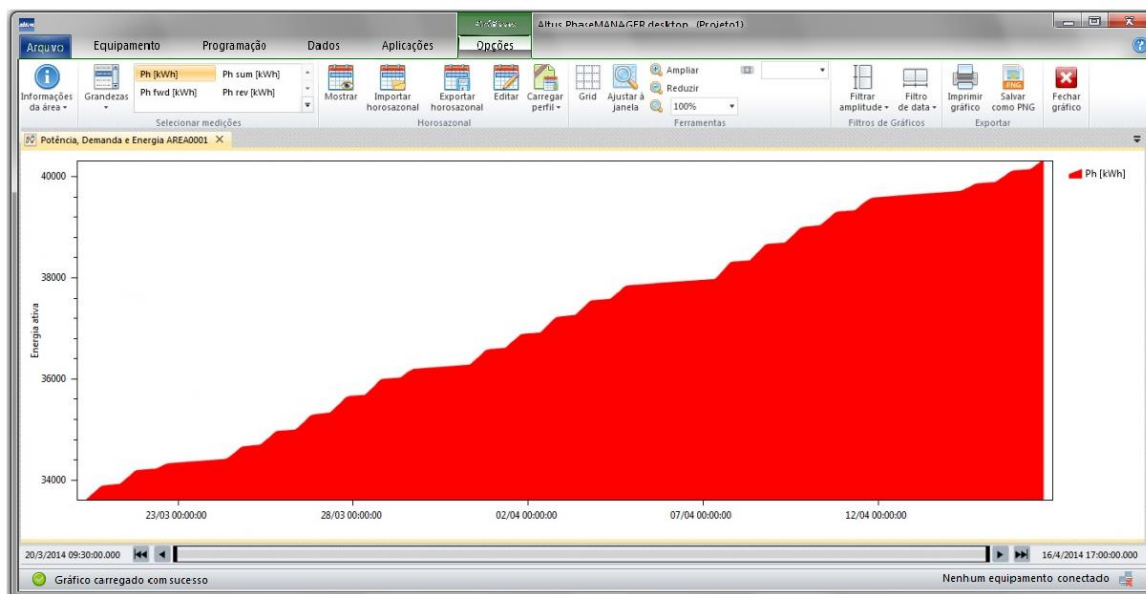 altus
Altus PhaseMANAGER desktop (Projeto1)
Arquivo Equipamento Programação Dados Aplicações Opções
Informações da área
Grandezas
Ph [kWh] Ph sum [kWh]
Ph fwd [kWh] Ph rev [kWh]
Selecionar medições
Mostrar
Importar horosazonal
Exportar horosazonal
Editar
Carregar perfil
Horosazonal
Grid
Ajustar à janela
Ampliar
Reduzir
100%
Ferramentas
Filtrar amplitude
Filtro de data
Filtros de Gráficos
Imprimir gráfico
PNG
Salvar como PNG
Exportar
Fechar gráfico
Potência, Demanda e Energia AREA0001
Ph [kWh]
40000
38000
36000
34000
Energia ativa
23/03 00:00:00 28/03 00:00:00 02/04 00:00:00 07/04 00:00:00 12/04 00:00:00
20/3/2014 09:30:00.000 16/4/2014 17:00:00.000
Gráfico carregado com sucesso Nenhum equipamento conectado